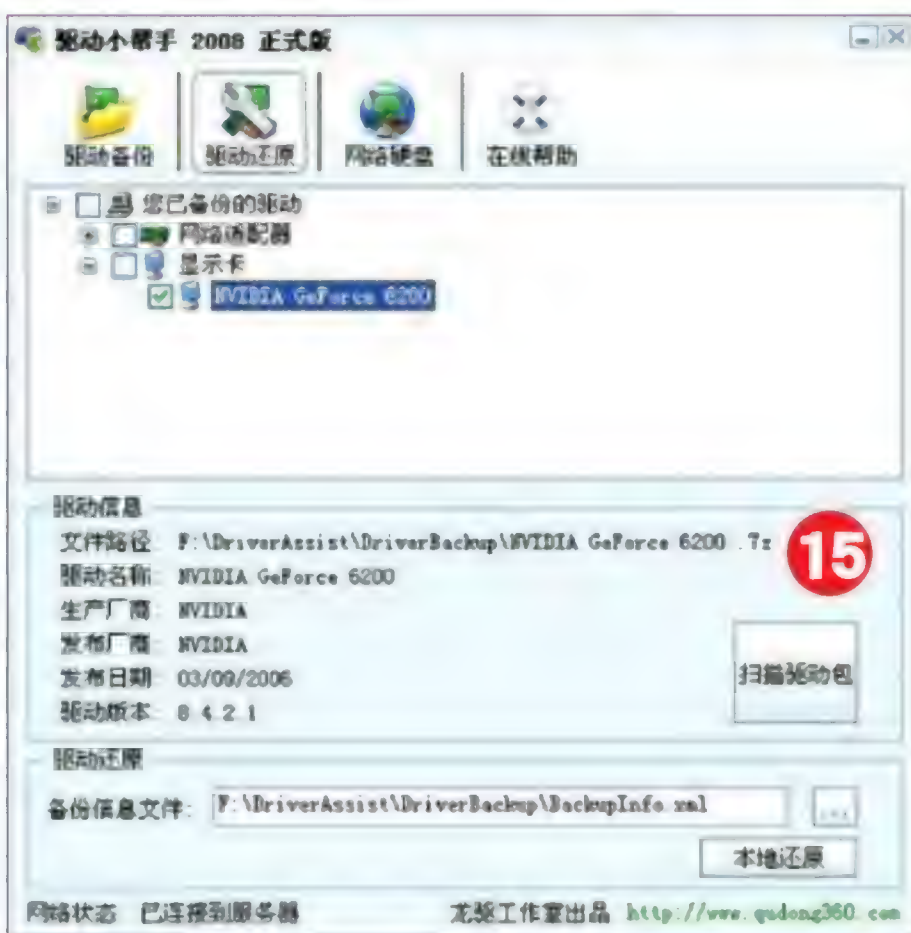 驱动小帮手 2008 正式版
驱动备份 驱动还原 网络硬盘 在线帮助
您已备份的驱动
网络适配器
显示卡
NVIDIA GeForce 6200
驱动信息
文件路径 F:\DriverAssist\DriverBackup\NVIDIA GeForce 6200 .7z
15
驱动名称 NVIDIA GeForce 6200
生产厂商 NVIDIA
发布厂商 NVIDIA
发布日期 03/09/2006
扫描驱动包
驱动版本 8 4 2 1
驱动还原
备份信息文件: F:\DriverAssist\DriverBackup\BackupInfo.xml ...
本地还原
网络状态 已连接到服务器 龙驱工作室出品 http://www.qudong360.com